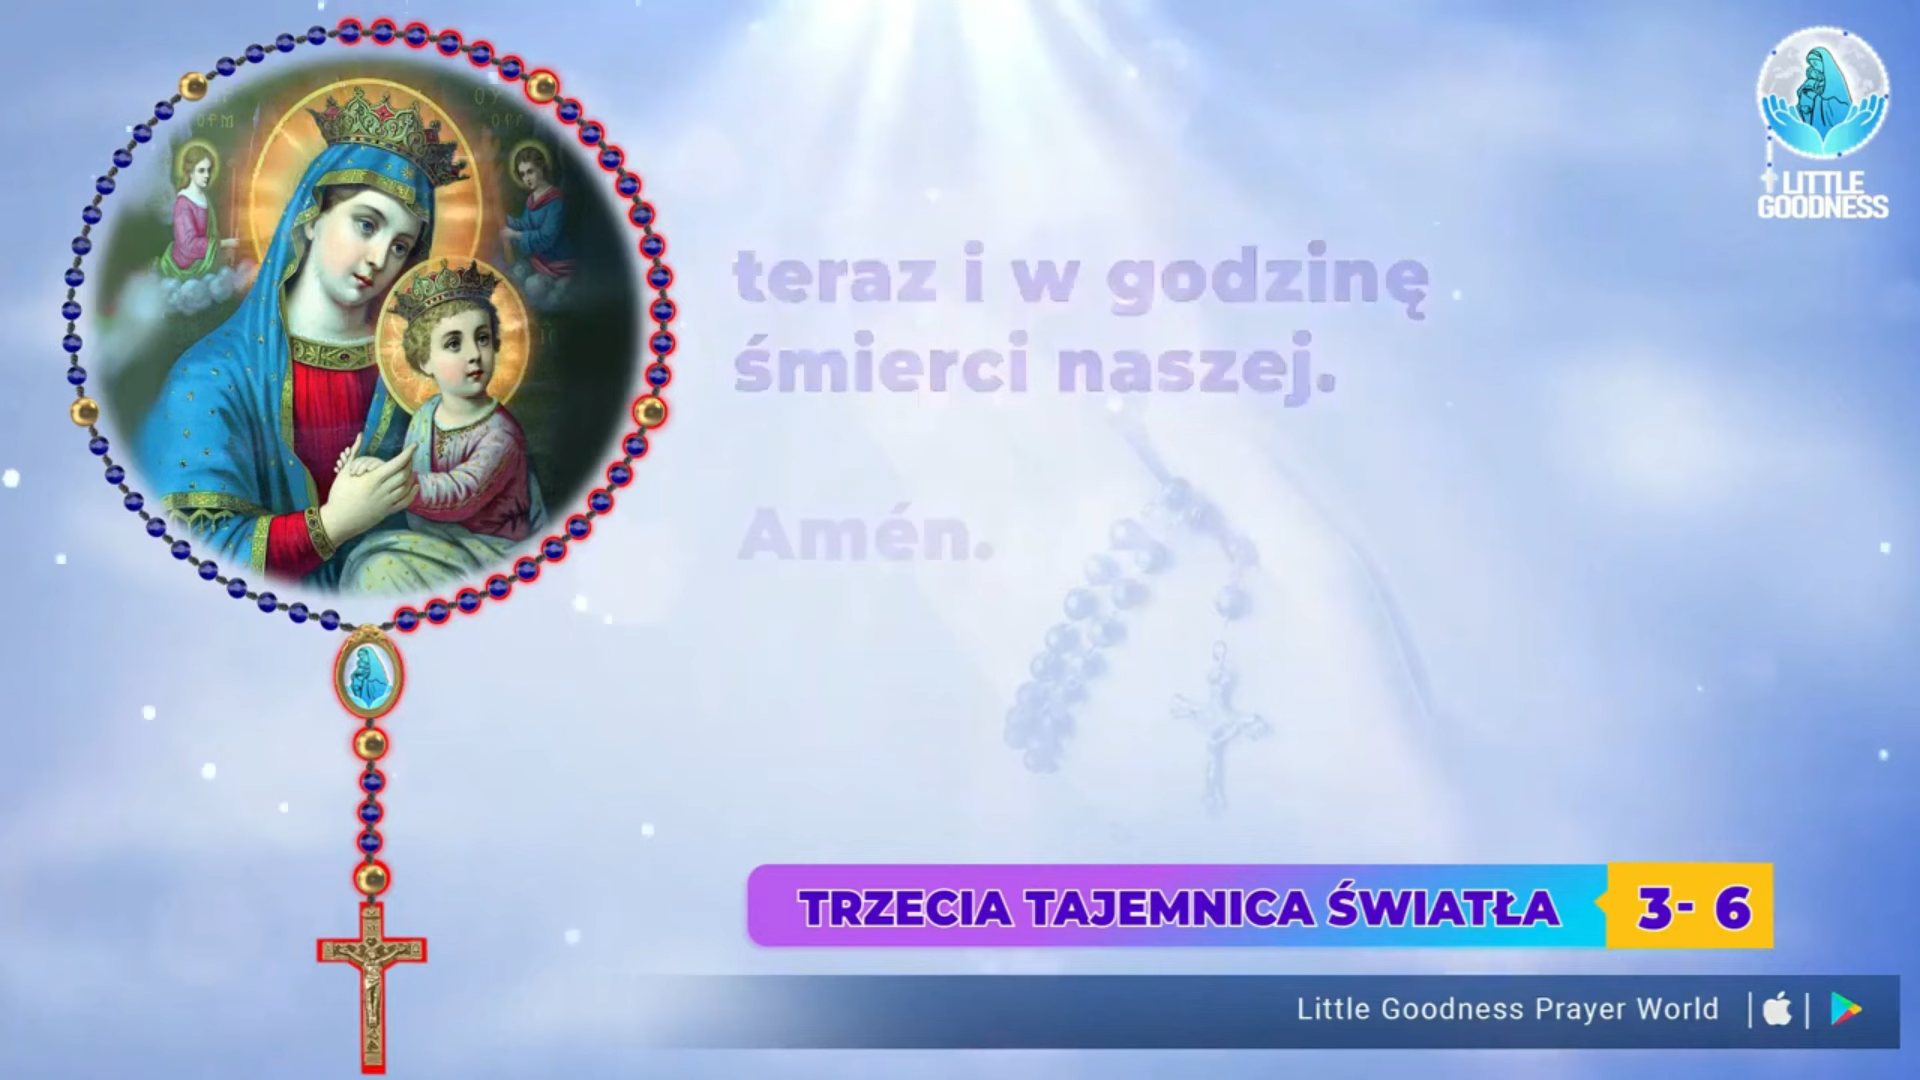 LITTLE
GOODNESS
teraz i w godzinę
śmierci naszej.
Amén.
TRZECIA TAJEMNICA ŚWIATŁA
3- 6
Little Goodness Prayer World